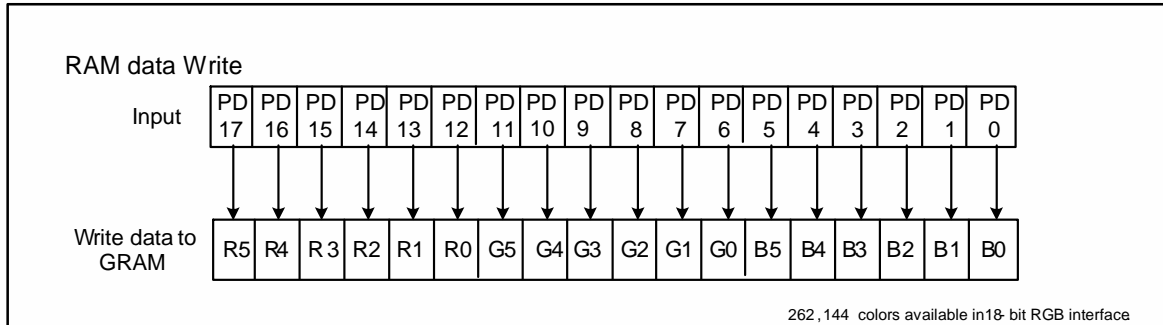 RAM data Write
Input
PD PD PD PD PD PD PD PD PD PD PD PD PD PD PD PD PD PD
17 16 15 14 13 12 11 10 9 8 7 6 5 4 3 2 1 0
Write data to
GRAM
R5 R4 R3 R2 R1 R0 G5 G4 G3 G2 G1 G0 B5 B4 B3 B2 B1 B0
262,144 colors available in18- bit RGB interface